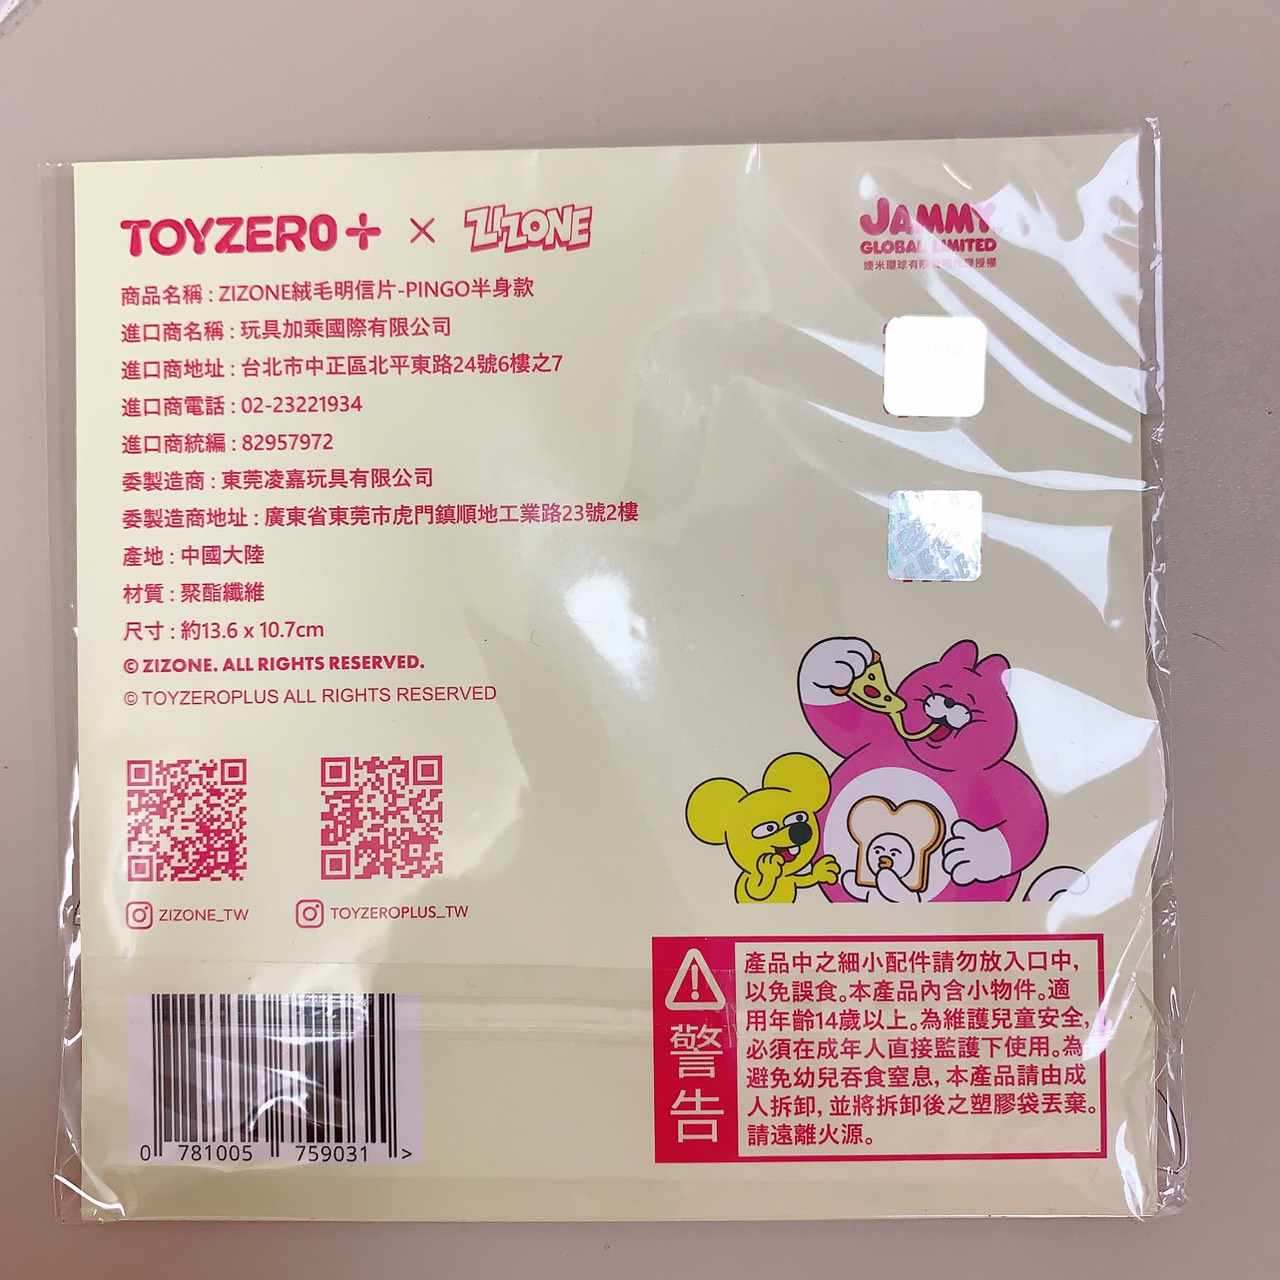 TOYZERO+ × ZIZONE
JAMMY
GLOBAL LIMITED
婕米環球有限公司代理授權
商品名稱 : ZIZONE絨毛明信片-PINGO半身款
進口商名稱 : 玩具加乘國際有限公司
進口商地址 : 台北市中正區北平東路24號6樓之7
進口商電話 : 02-23221934
進口商統編 : 82957972
委製造商 : 東莞凌嘉玩具有限公司
委製造商地址 : 廣東省東莞市虎門鎮順地工業路23號2樓
產地 : 中國大陸
材質 : 聚酯纖維
尺寸 : 約13.6 x 10.7cm
© ZIZONE. ALL RIGHTS RESERVED.
© TOYZEROPLUS ALL RIGHTS RESERVED
ZIZONE_TW
TOYZEROPLUS_TW
0 781005 759031 >
警告
產品中之細小配件請勿放入口中,
以免誤食。本產品內含小物件。適
用年齡14歲以上。為維護兒童安全,
必須在成年人直接監護下使用。為
避免幼兒吞食窒息, 本產品請由成
人拆卸, 並將拆卸後之塑膠袋丟棄。
請遠離火源。